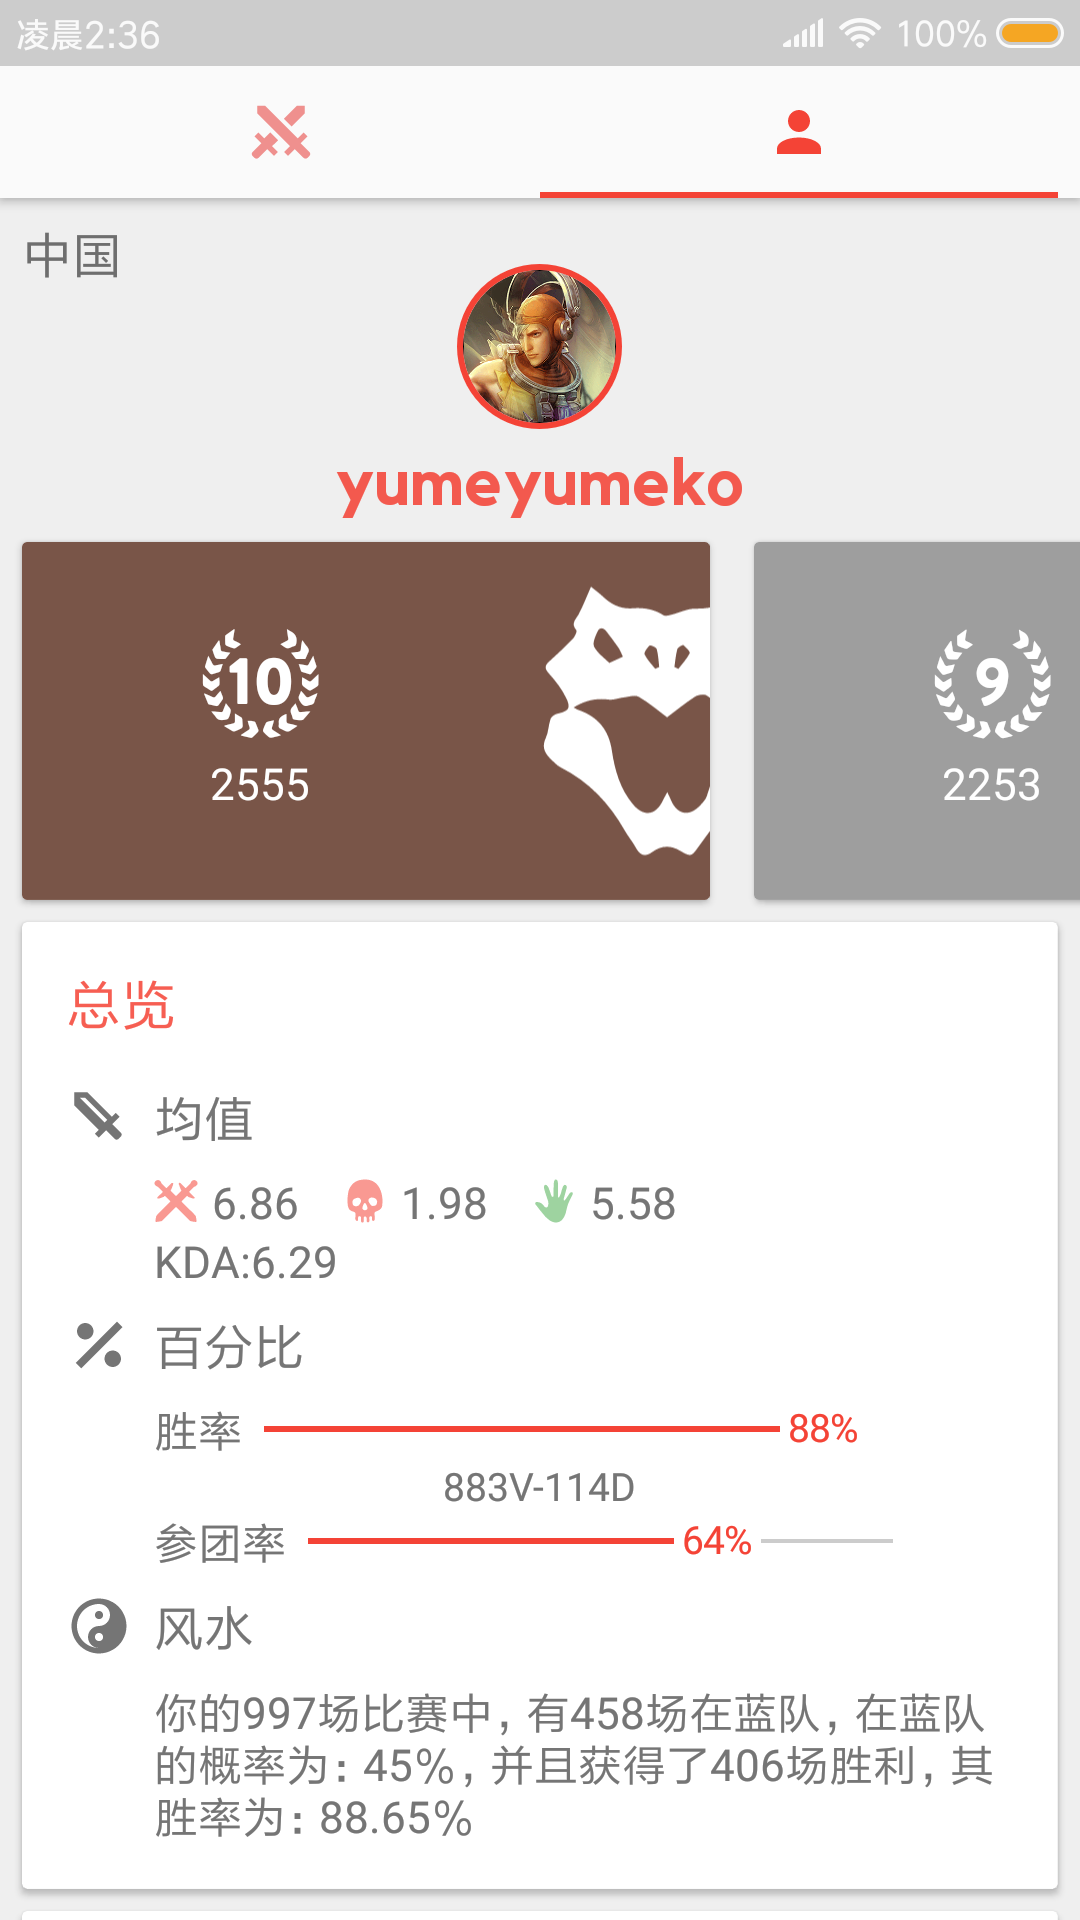 凌晨2:36
100%
中国
yumeyumeko
10
2555
9
2253
总览
均值
6.86 1.98 5.58
KDA:6.29
百分比
胜率 88%
883V-114D
参团率 64%
风水
你的997场比赛中，有458场在蓝队，在蓝队
的概率为：45%，并且获得了406场胜利，其
胜率为：88.65%